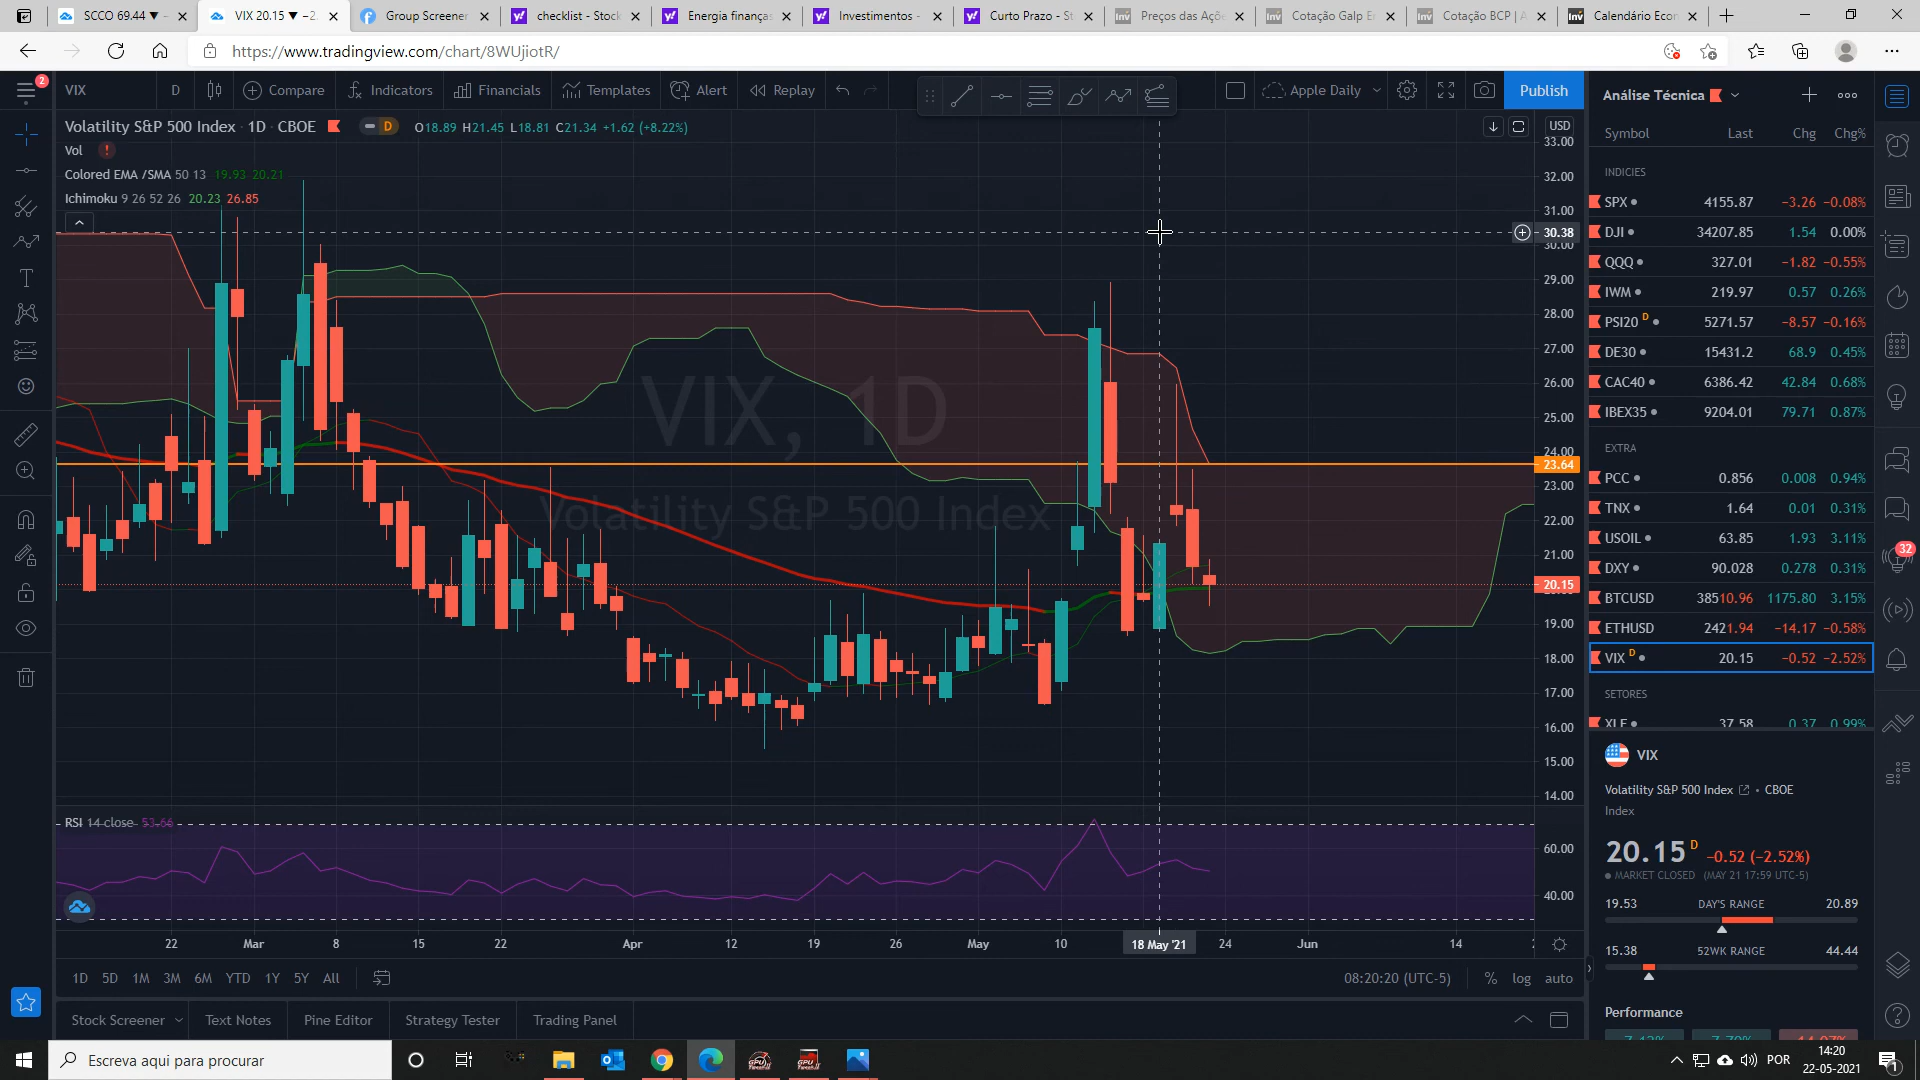 SCCO 69.44 ▼ −
VIX 20.15 ▼ −2.
Group Screener
checklist - Stock
Energia finanças
Investimentos -
Curto Prazo - St
Preços das Açõe
Cotação Galp En
Cotação BCP | A
Calendário Econ
https://www.tradingview.com/chart/8WUjiotR/
2
VIX
D
Compare
Indicators
Financials
Templates
Alert
Replay
Apple Daily
Publish
Volatility S&P 500 Index · 1D · CBOE
D
O18.89 H21.45 L18.81 C21.34 +1.62 (+8.22%)
Vol
Colored EMA /SMA 50 13 19.93 20.21
Ichimoku 9 26 52 26 20.23 26.85
VIX, 1D
Volatility S&P 500 Index
USD
33.00
32.00
31.00
30.38
30.00
29.00
28.00
27.00
26.00
25.00
24.00
23.64
23.00
22.00
21.00
20.15
19.00
18.00
17.00
16.00
15.00
14.00
RSI 14 close 53.66
60.00
40.00
22
Mar
8
15
22
Apr
12
19
26
May
10
18 May '21
24
Jun
14
1D 5D 1M 3M 6M YTD 1Y 5Y All
08:20:20 (UTC-5)
% log auto
Stock Screener
Text Notes
Pine Editor
Strategy Tester
Trading Panel
Análise Técnica
Symbol Last Chg Chg%
INDICIES
SPX 4155.87 −3.26 −0.08%
DJI 34207.85 1.54 0.00%
QQQ 327.01 −1.82 −0.55%
IWM 219.97 0.57 0.26%
PSI20 D 5271.57 −8.57 −0.16%
DE30 15431.2 68.9 0.45%
CAC40 6386.42 42.84 0.68%
IBEX35 9204.01 79.71 0.87%
EXTRA
PCC 0.856 0.008 0.94%
TNX 1.64 0.01 0.31%
USOIL 63.85 1.93 3.11%
DXY 90.028 0.278 0.31%
BTCUSD 38510.96 1175.80 3.15%
ETHUSD 2421.94 −14.17 −0.58%
VIX D 20.15 −0.52 −2.52%
SETORES
XLE 37.58 0.37 0.99%
32
VIX
Volatility S&P 500 Index • CBOE
Index
20.15 D −0.52 (−2.52%)
MARKET CLOSED (MAY 21 17:59 UTC-5)
19.53 DAY'S RANGE 20.89
15.38 52WK RANGE 44.44
Performance
Escreva aqui para procurar
POR
14:20
22-05-2021
1